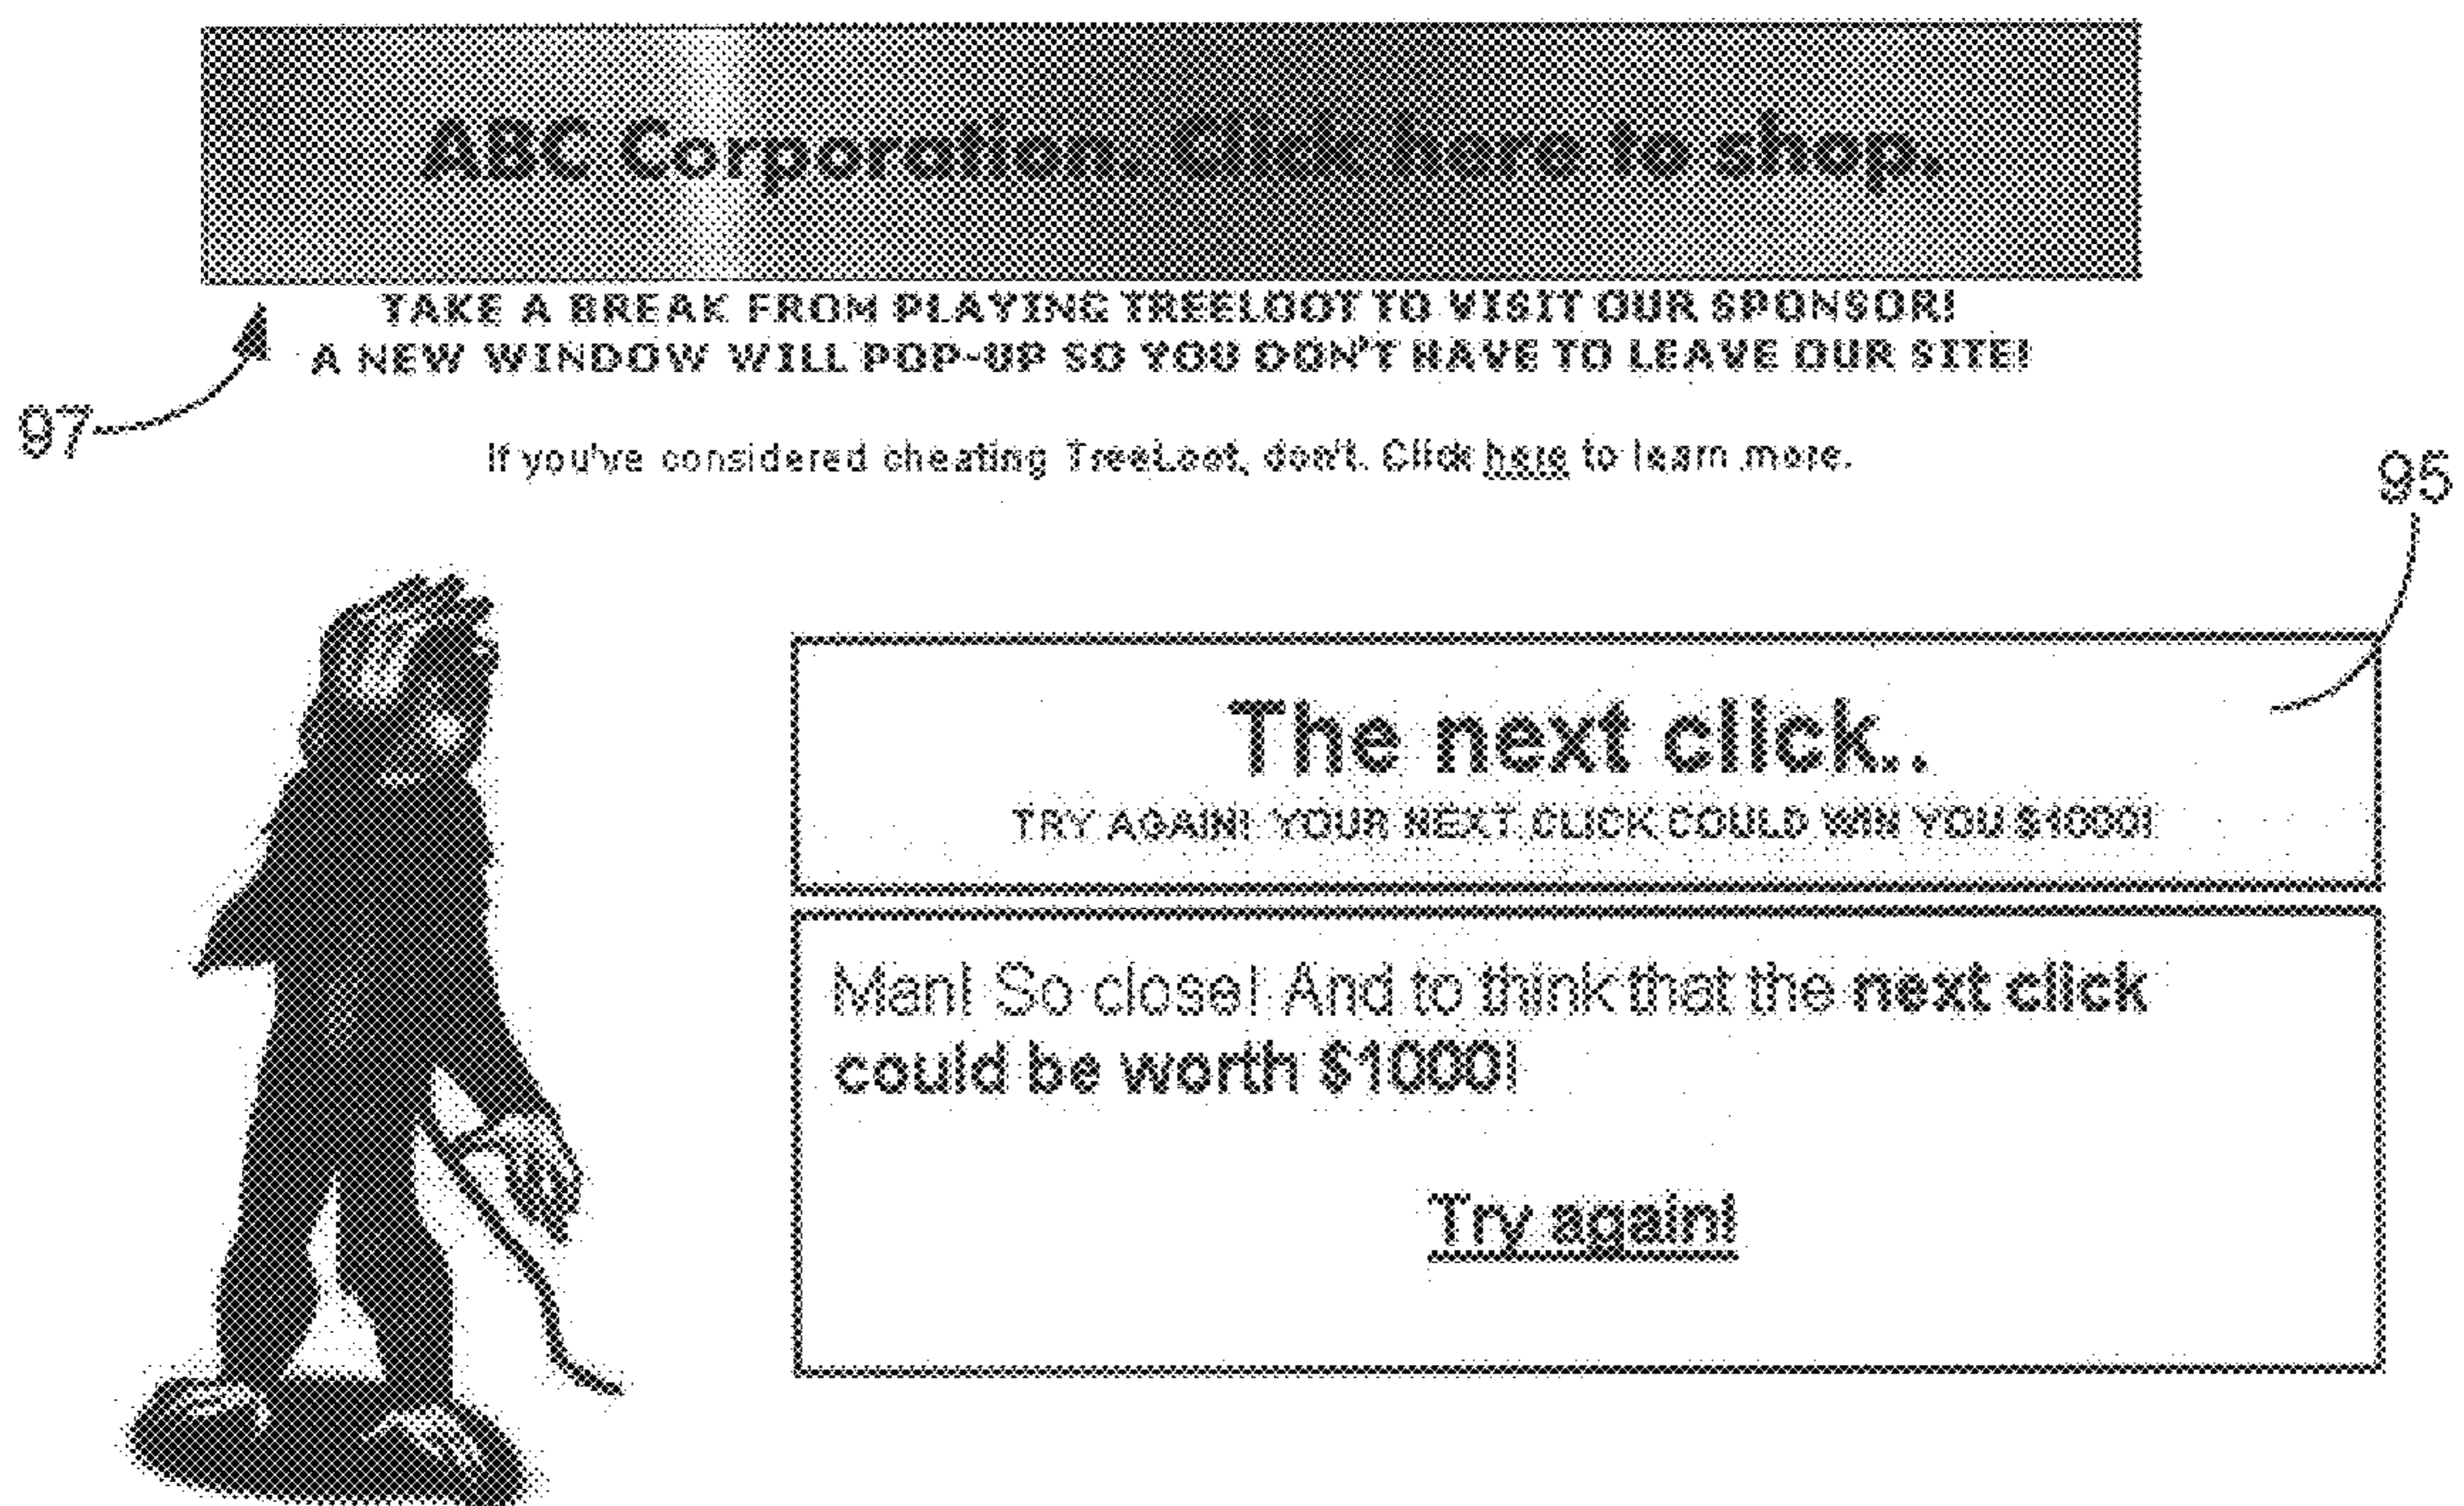 ABC Corporation. Click here to shop.
TAKE A BREAK FROM PLAYING TREELOOT TO VISIT OUR SPONSOR!
A NEW WINDOW WILL POP-UP SO YOU DON'T HAVE TO LEAVE OUR SITE!
97
If you've considered cheating TreeLoot, don't. Click here to learn more.
95
The next click..
TRY AGAIN! YOUR NEXT CLICK COULD WIN YOU $1000!
Man! So close! And to think that the next click
could be worth $1000!
Try again!